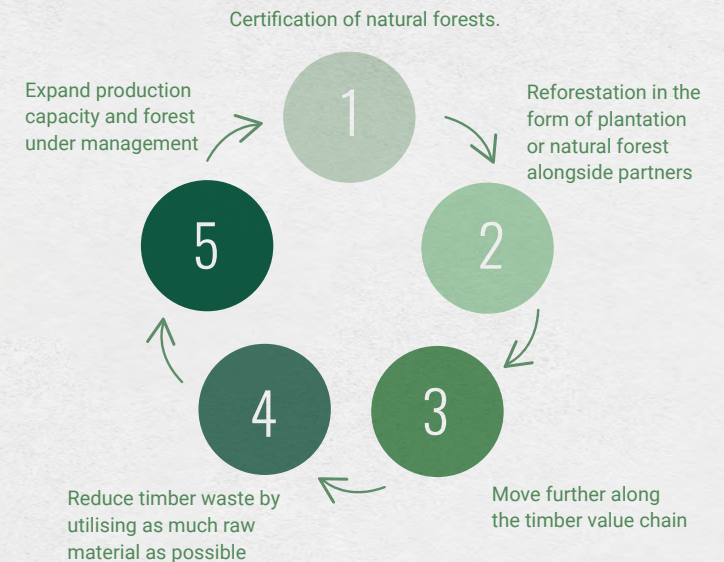 Certification of natural forests.
1
Reforestation in the
form of plantation
or natural forest
alongside partners
2
Move further along
the timber value chain
3
Reduce timber waste by
utilising as much raw
material as possible
4
Expand production
capacity and forest
under management
5